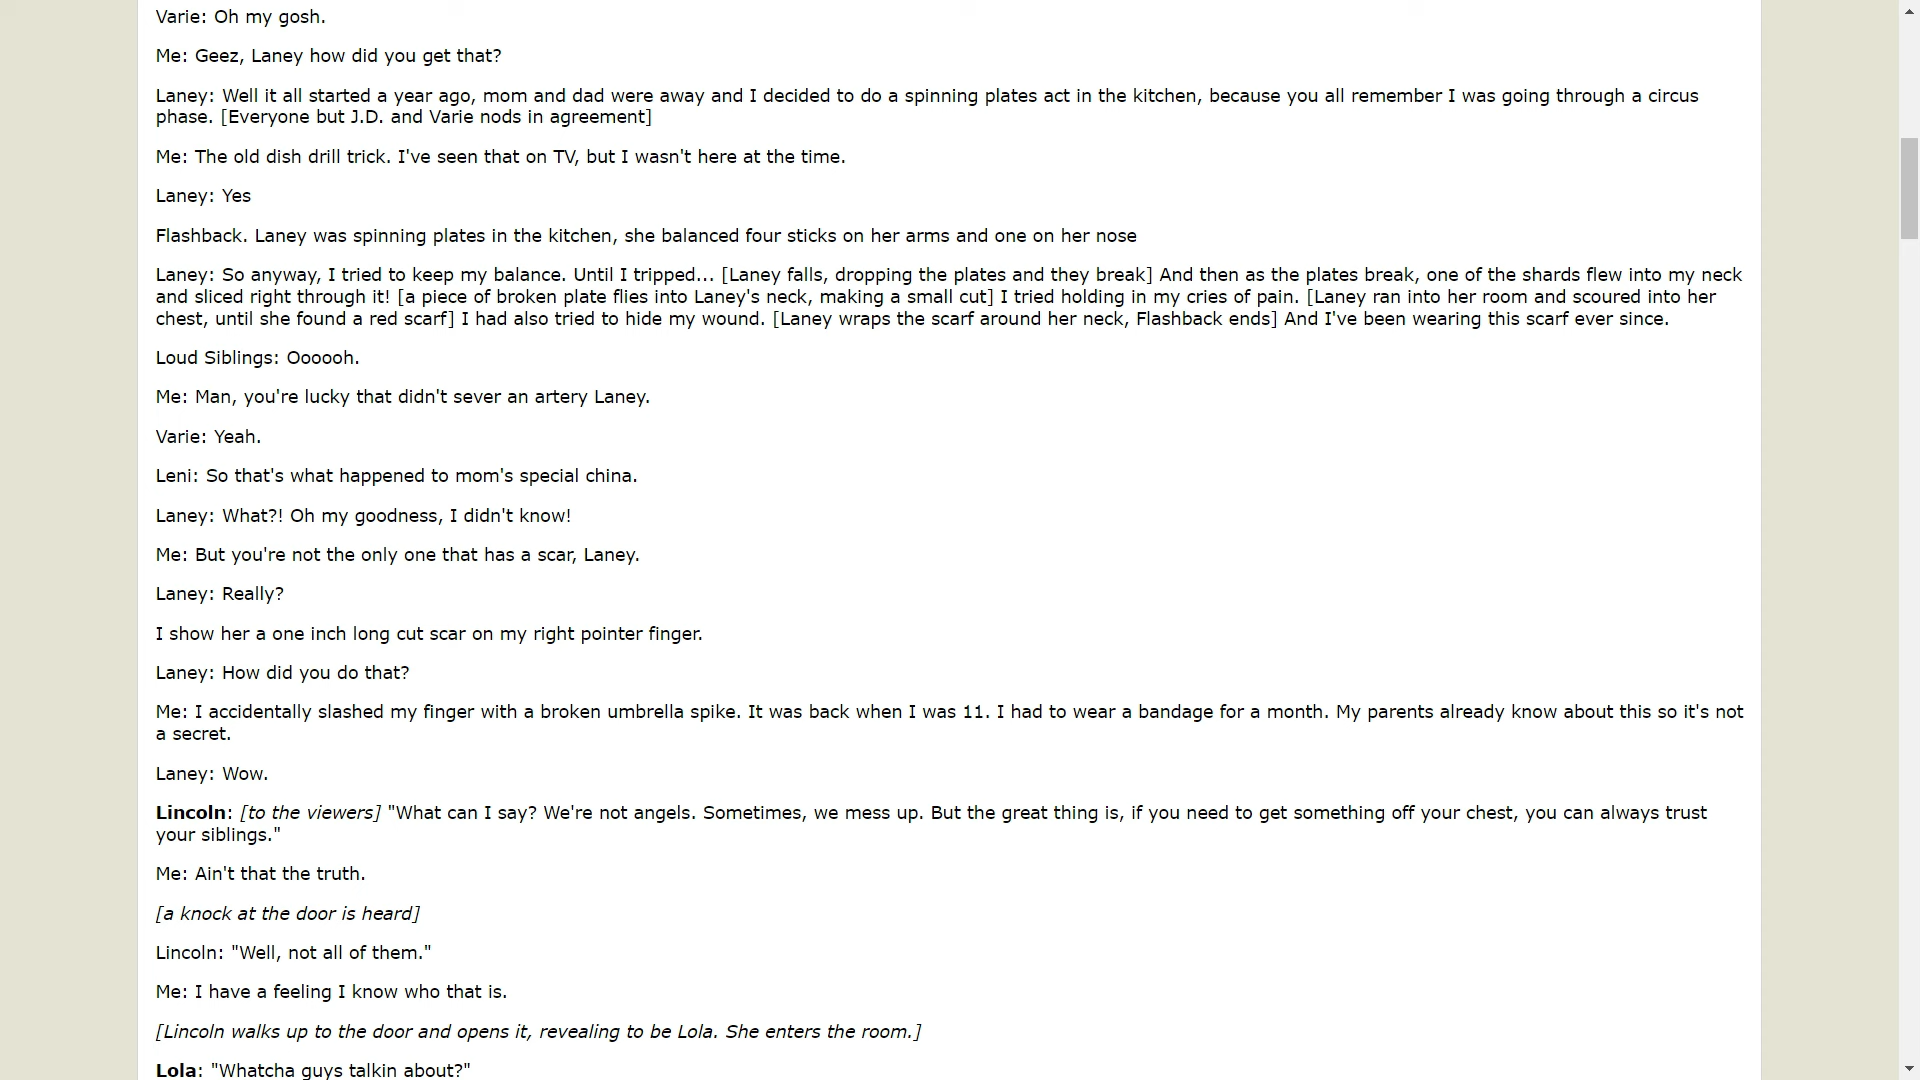 Varie: Oh my gosh.
Me: Geez, Laney how did you get that?
Laney: Well it all started a year ago, mom and dad were away and I decided to do a spinning plates act in the kitchen, because you all remember I was going through a circus
phase. [Everyone but J.D. and Varie nods in agreement]
Me: The old dish drill trick. I've seen that on TV, but I wasn't here at the time.
Laney: Yes
Flashback. Laney was spinning plates in the kitchen, she balanced four sticks on her arms and one on her nose
Laney: So anyway, I tried to keep my balance. Until I tripped... [Laney falls, dropping the plates and they break] And then as the plates break, one of the shards flew into my neck
and sliced right through it! [a piece of broken plate flies into Laney's neck, making a small cut] I tried holding in my cries of pain. [Laney ran into her room and scoured into her
chest, until she found a red scarf] I had also tried to hide my wound. [Laney wraps the scarf around her neck, Flashback ends] And I've been wearing this scarf ever since.
Loud Siblings: Oooooh.
Me: Man, you're lucky that didn't sever an artery Laney.
Varie: Yeah.
Leni: So that's what happened to mom's special china.
Laney: What?! Oh my goodness, I didn't know!
Me: But you're not the only one that has a scar, Laney.
Laney: Really?
I show her a one inch long cut scar on my right pointer finger.
Laney: How did you do that?
Me: I accidentally slashed my finger with a broken umbrella spike. It was back when I was 11. I had to wear a bandage for a month. My parents already know about this so it's not
a secret.
Laney: Wow.
Lincoln: [to the viewers] "What can I say? We're not angels. Sometimes, we mess up. But the great thing is, if you need to get something off your chest, you can always trust
your siblings."
Me: Ain't that the truth.
[a knock at the door is heard]
Lincoln: "Well, not all of them."
Me: I have a feeling I know who that is.
[Lincoln walks up to the door and opens it, revealing to be Lola. She enters the room.]
Lola: "Whatcha guys talkin about?"